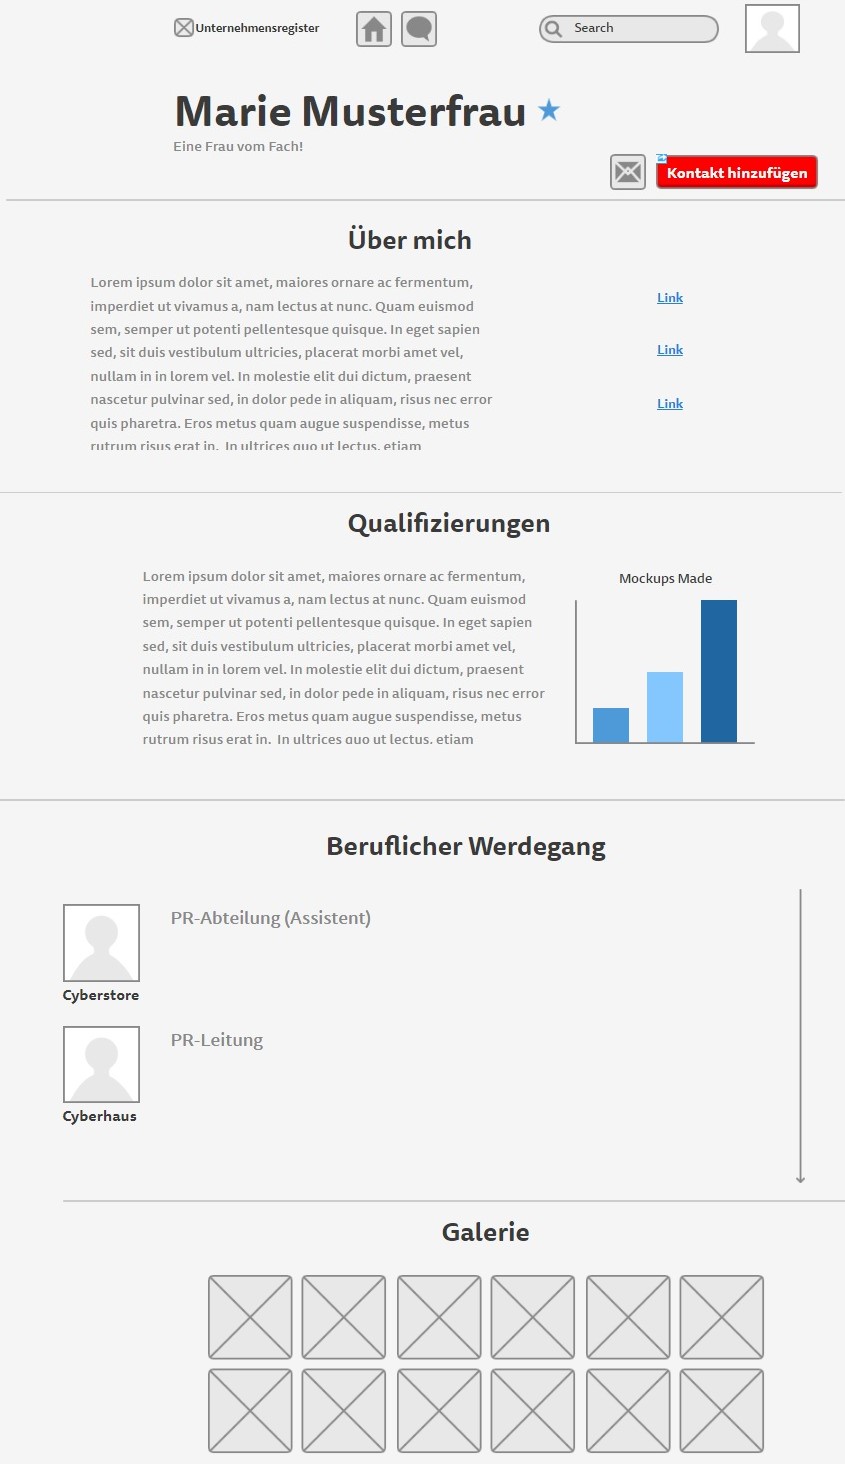 Unternehmensregister
Search
Marie Musterfrau
Eine Frau vom Fach!
Kontakt hinzufügen
Über mich
Lorem ipsum dolor sit amet, maiores ornare ac fermentum,
imperdiet ut vivamus a, nam lectus at nunc. Quam euismod
sem, semper ut potenti pellentesque quisque. In eget sapien
sed, sit duis vestibulum ultricies, placerat morbi amet vel,
nullam in in lorem vel. In molestie elit dui dictum, praesent
nascetur pulvinar sed, in dolor pede in aliquam, risus nec error
quis pharetra. Eros metus quam augue suspendisse, metus
rutrum risus erat in. In ultrices quo ut lectus, etiam
Link
Link
Link
Qualifizierungen
Lorem ipsum dolor sit amet, maiores ornare ac fermentum,
imperdiet ut vivamus a, nam lectus at nunc. Quam euismod
sem, semper ut potenti pellentesque quisque. In eget sapien
sed, sit duis vestibulum ultricies, placerat morbi amet vel,
nullam in in lorem vel. In molestie elit dui dictum, praesent
nascetur pulvinar sed, in dolor pede in aliquam, risus nec error
quis pharetra. Eros metus quam augue suspendisse, metus
rutrum risus erat in. In ultrices quo ut lectus, etiam
Mockups Made
Beruflicher Werdegang
PR-Abteilung (Assistent)
Cyberstore
PR-Leitung
Cyberhaus
Galerie